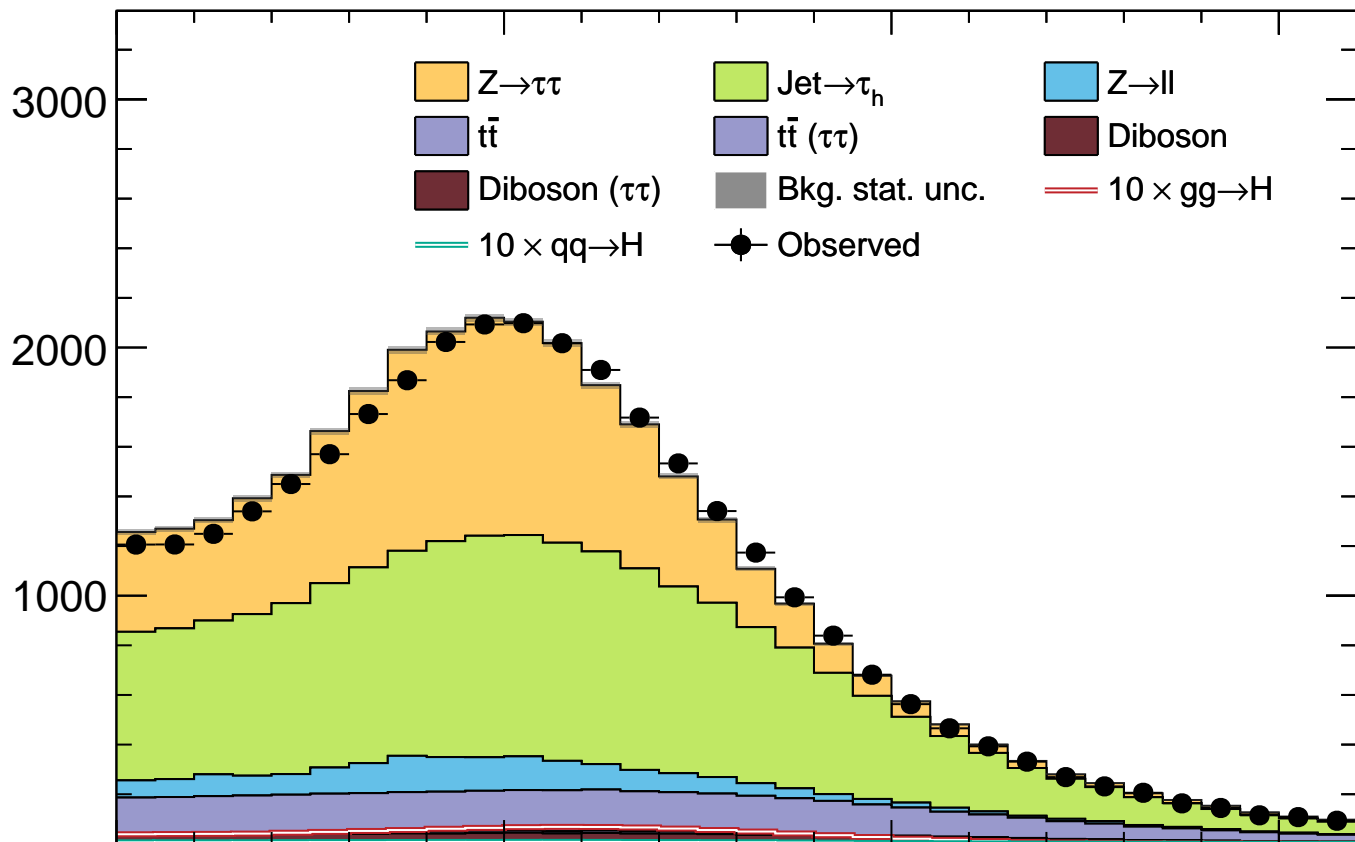 3000
2000
1000
Z→ττ Jet→τ_h Z→ll
tt̄ tt̄ (ττ) Diboson
Diboson (ττ) Bkg. stat. unc. 10 × gg→H
10 × qq→H Observed